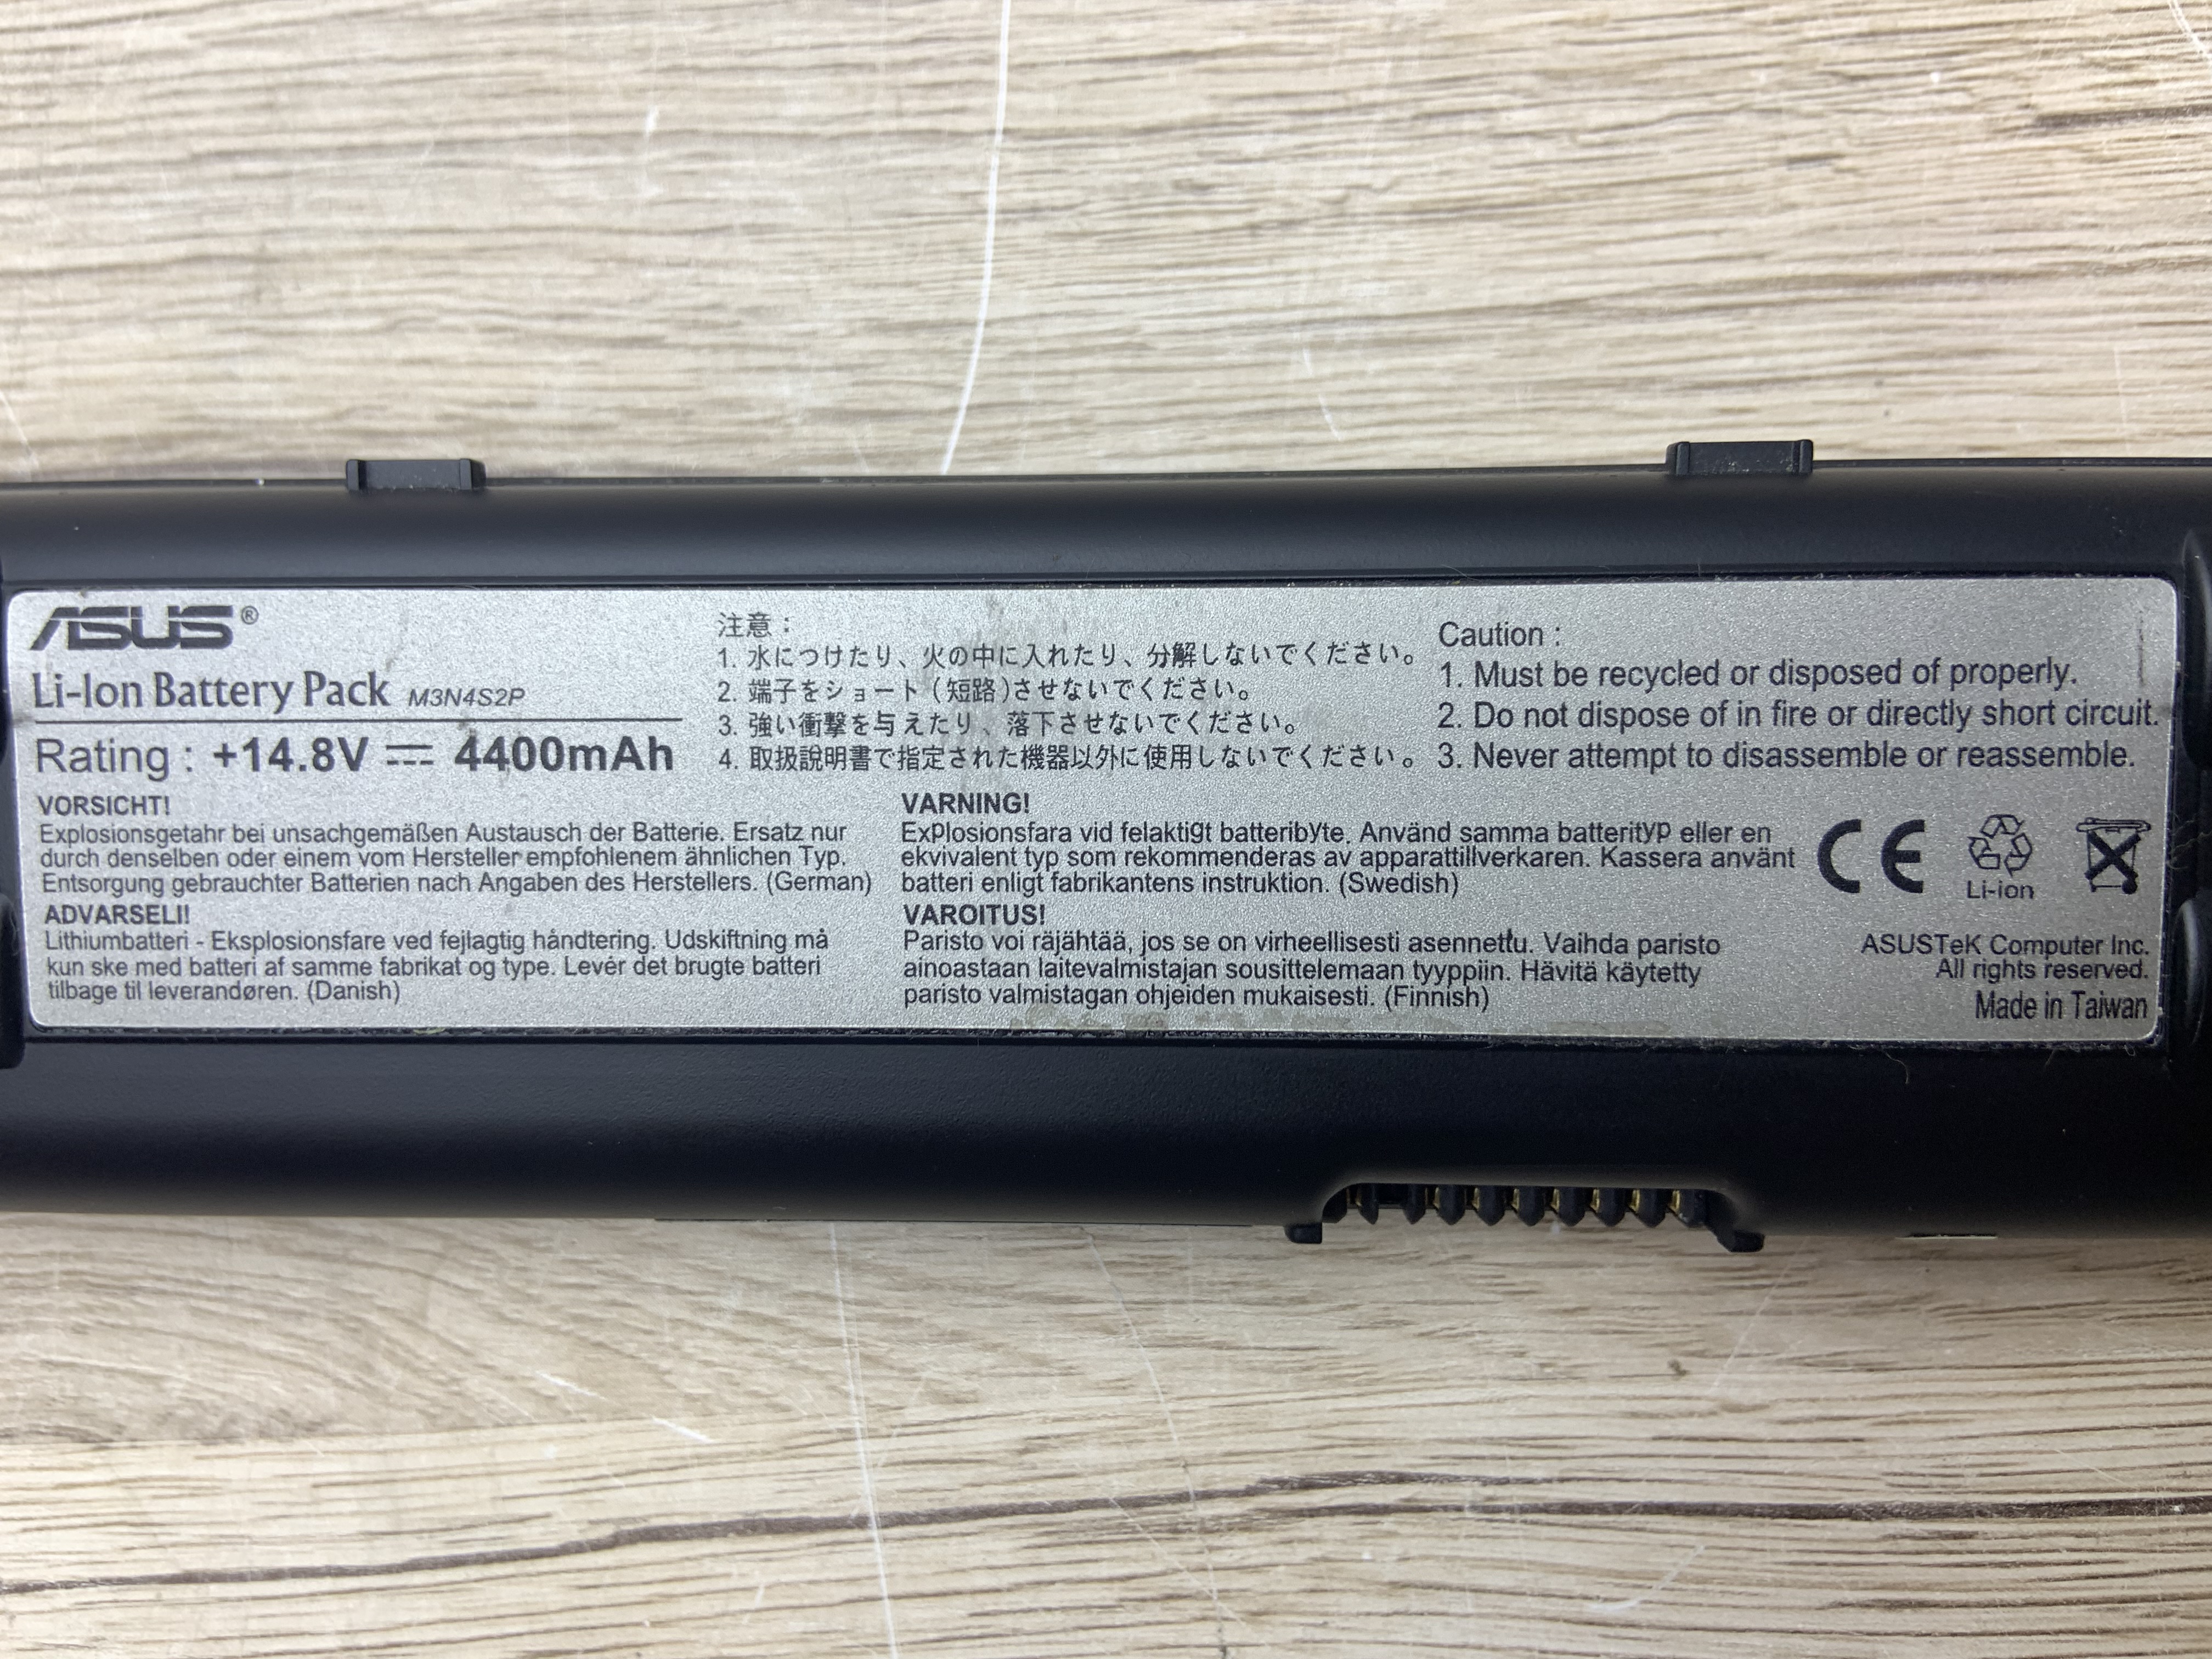 ASUS®
Li-Ion Battery Pack M3N4S2P
Rating : +14.8V ⎓ 4400mAh
注意：
1. 水につけたり、火の中に入れたり、分解しないでください。
2. 端子をショート（短路)させないでください。
3. 強い衝撃を与えたり、落下させないでください。
4. 取扱説明書で指定された機器以外に使用しないでください。
Caution :
1. Must be recycled or disposed of properly.
2. Do not dispose of in fire or directly short circuit.
3. Never attempt to disassemble or reassemble.
VORSICHT!
Explosionsgetahr bei unsachgemäßen Austausch der Batterie. Ersatz nur
durch denselben oder einem vom Hersteller empfohlenem ähnlichen Typ.
Entsorgung gebrauchter Batterien nach Angaben des Herstellers. (German)
ADVARSELI!
Lithiumbatteri - Eksplosionsfare ved fejlagtig håndtering. Udskiftning må
kun ske med batteri af samme fabrikat og type. Levér det brugte batteri
tilbage til leverandøren. (Danish)
VARNING!
Explosionsfara vid felaktigt batteribyte. Använd samma batterityp eller en
ekvivalent typ som rekommenderas av apparattillverkaren. Kassera använt
batteri enligt fabrikantens instruktion. (Swedish)
VAROITUS!
Paristo voi räjähtää, jos se on virheellisesti asennettu. Vaihda paristo
ainoastaan laitevalmistajan sousittelemaan tyyppiin. Hävitä käytetty
paristo valmistagan ohjeiden mukaisesti. (Finnish)
CE
Li-ion
ASUSTeK Computer Inc.
All rights reserved.
Made in Taiwan